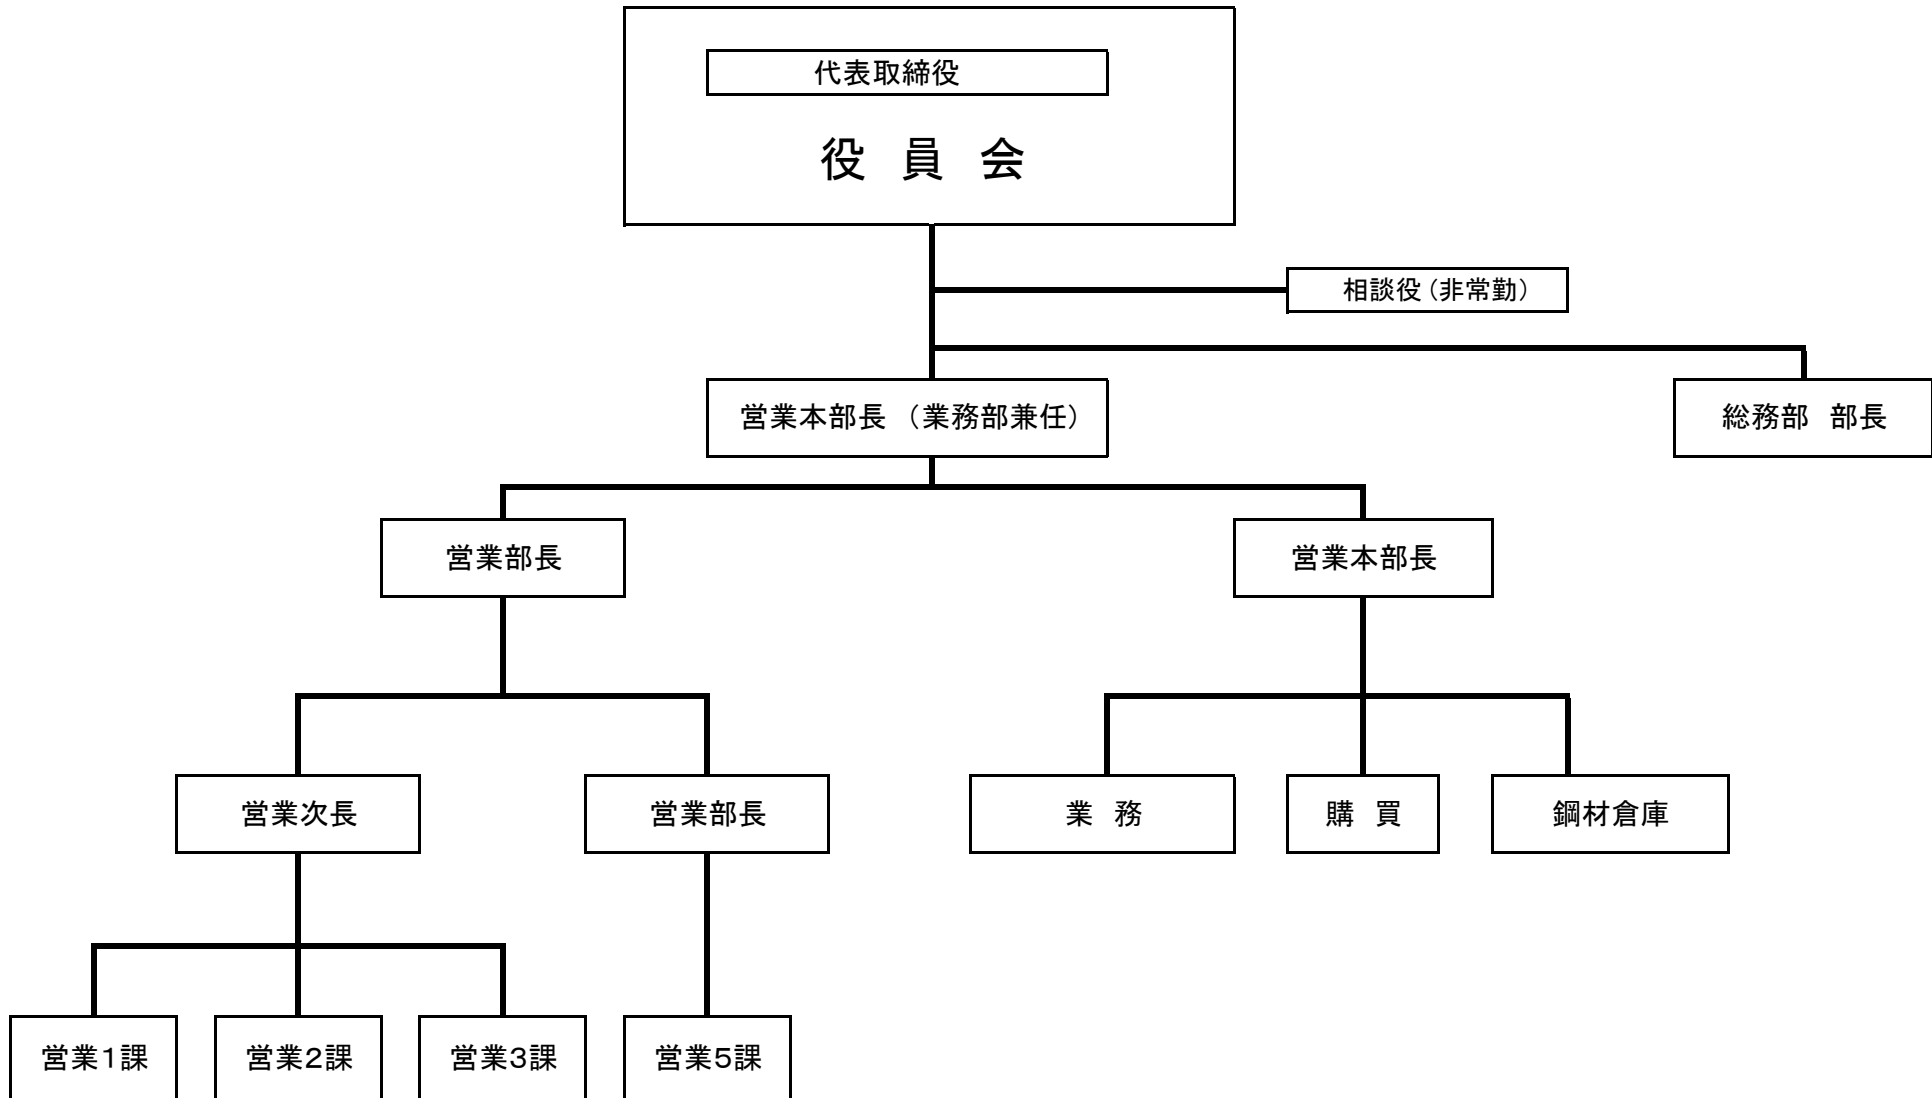 代表取締役
役 員 会
相談役(非常勤)
営業本部長 (業務部兼任)
総務部 部長
営業部長
営業本部長
営業次長
営業部長
業 務
購 買
鋼材倉庫
営業1課
営業2課
営業3課
営業5課